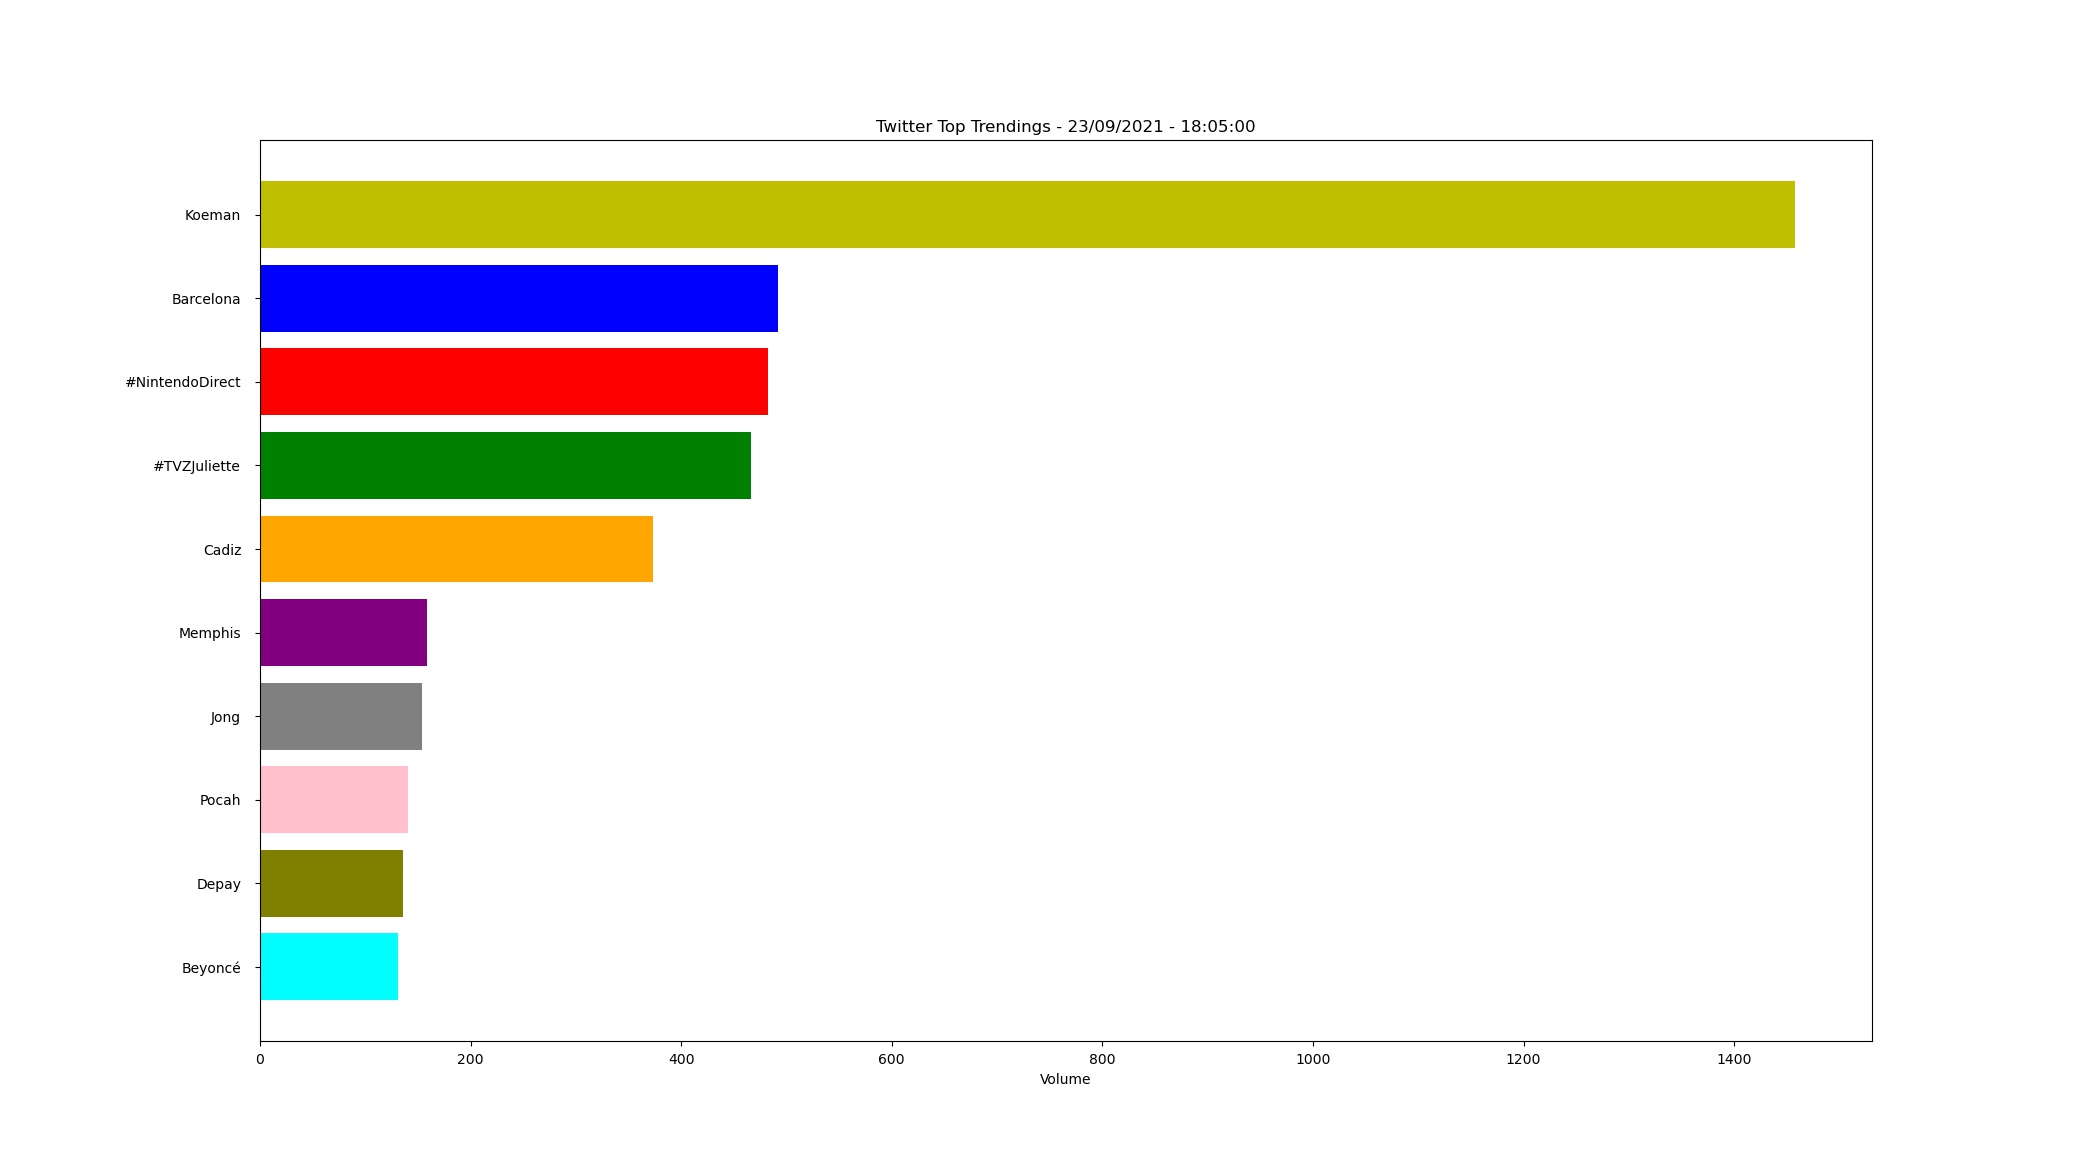 Twitter Top Trendings - 23/09/2021 - 18:05:00
Koeman
Barcelona
#NintendoDirect
#TVZJuliette
Cadiz
Memphis
Jong
Pocah
Depay
Beyoncé
0 200 400 600 800 1000 1200 1400
Volume